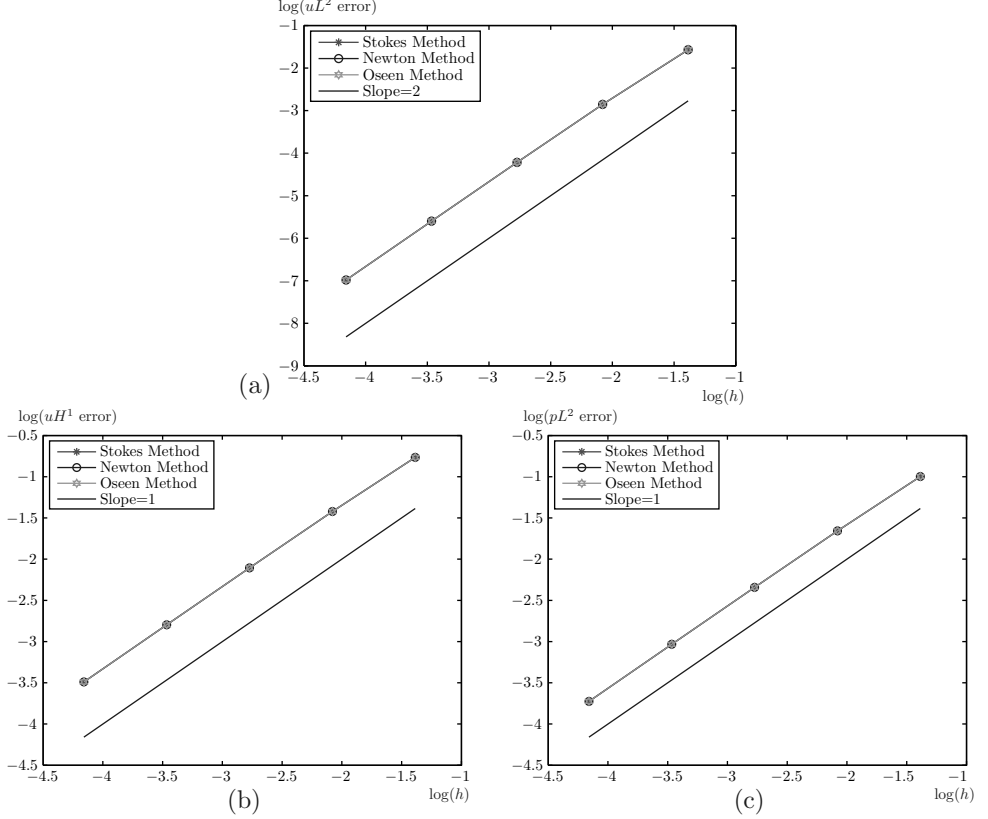 log(uL² error)
−1
Stokes Method
Newton Method
Oseen Method
Slope=2
−2
−3
−4
−5
−6
−7
−8
−9
−4.5 −4 −3.5 −3 −2.5 −2 −1.5 −1
(a)
log(h)
log(uH¹ error)
−0.5
Stokes Method
Newton Method
Oseen Method
Slope=1
−1
−1.5
−2
−2.5
−3
−3.5
−4
−4.5
−4.5 −4 −3.5 −3 −2.5 −2 −1.5 −1
(b)
log(h)
log(pL² error)
−0.5
Stokes Method
Newton Method
Oseen Method
Slope=1
−1
−1.5
−2
−2.5
−3
−3.5
−4
−4.5
−4.5 −4 −3.5 −3 −2.5 −2 −1.5 −1
(c)
log(h)